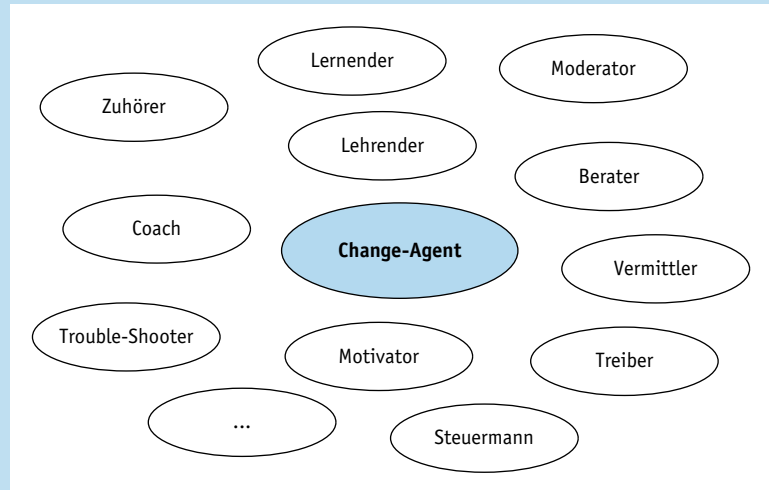 Lernender
Moderator
Zuhörer
Lehrender
Berater
Coach
Change-Agent
Vermittler
Trouble-Shooter
Motivator
Treiber
...
Steuermann